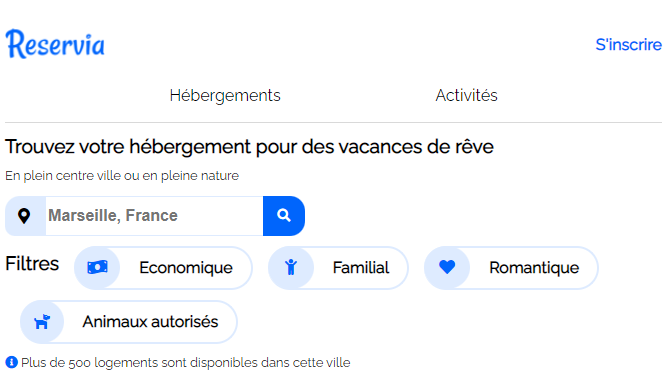 Reservia
S'inscrire
Hébergements
Activités
Trouvez votre hébergement pour des vacances de rêve
En plein centre ville ou en pleine nature
Marseille, France
Filtres
Economique
Familial
Romantique
Animaux autorisés
Plus de 500 logements sont disponibles dans cette ville